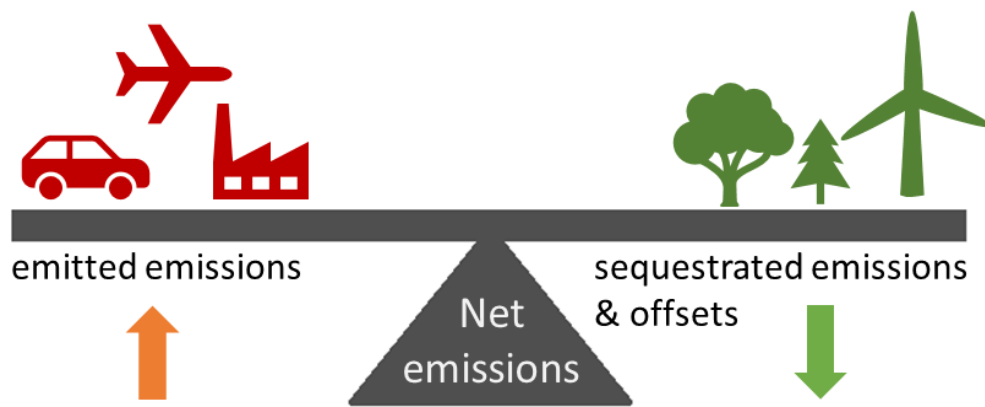 emitted emissions
sequestrated emissions
& offsets
Net
emissions